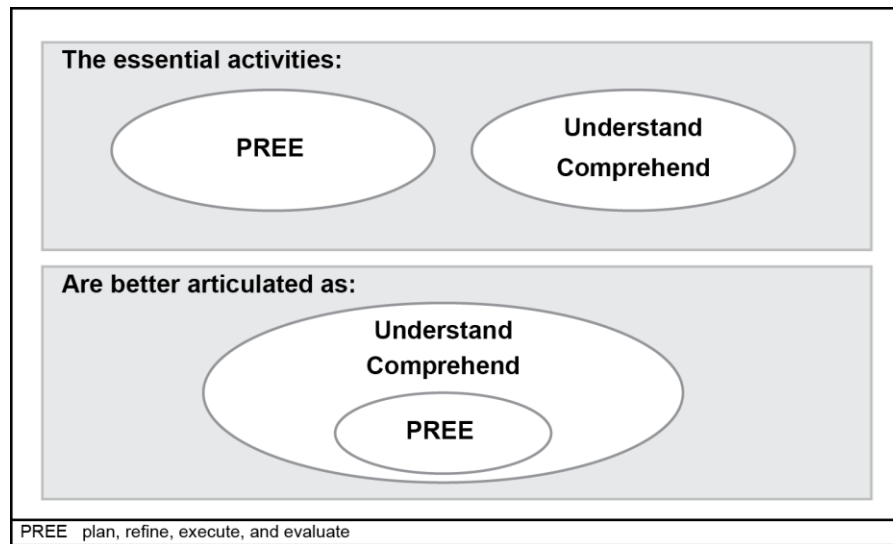 The essential activities:
PREE
Understand
Comprehend
Are better articulated as:
Understand
Comprehend
PREE
PREE plan, refine, execute, and evaluate